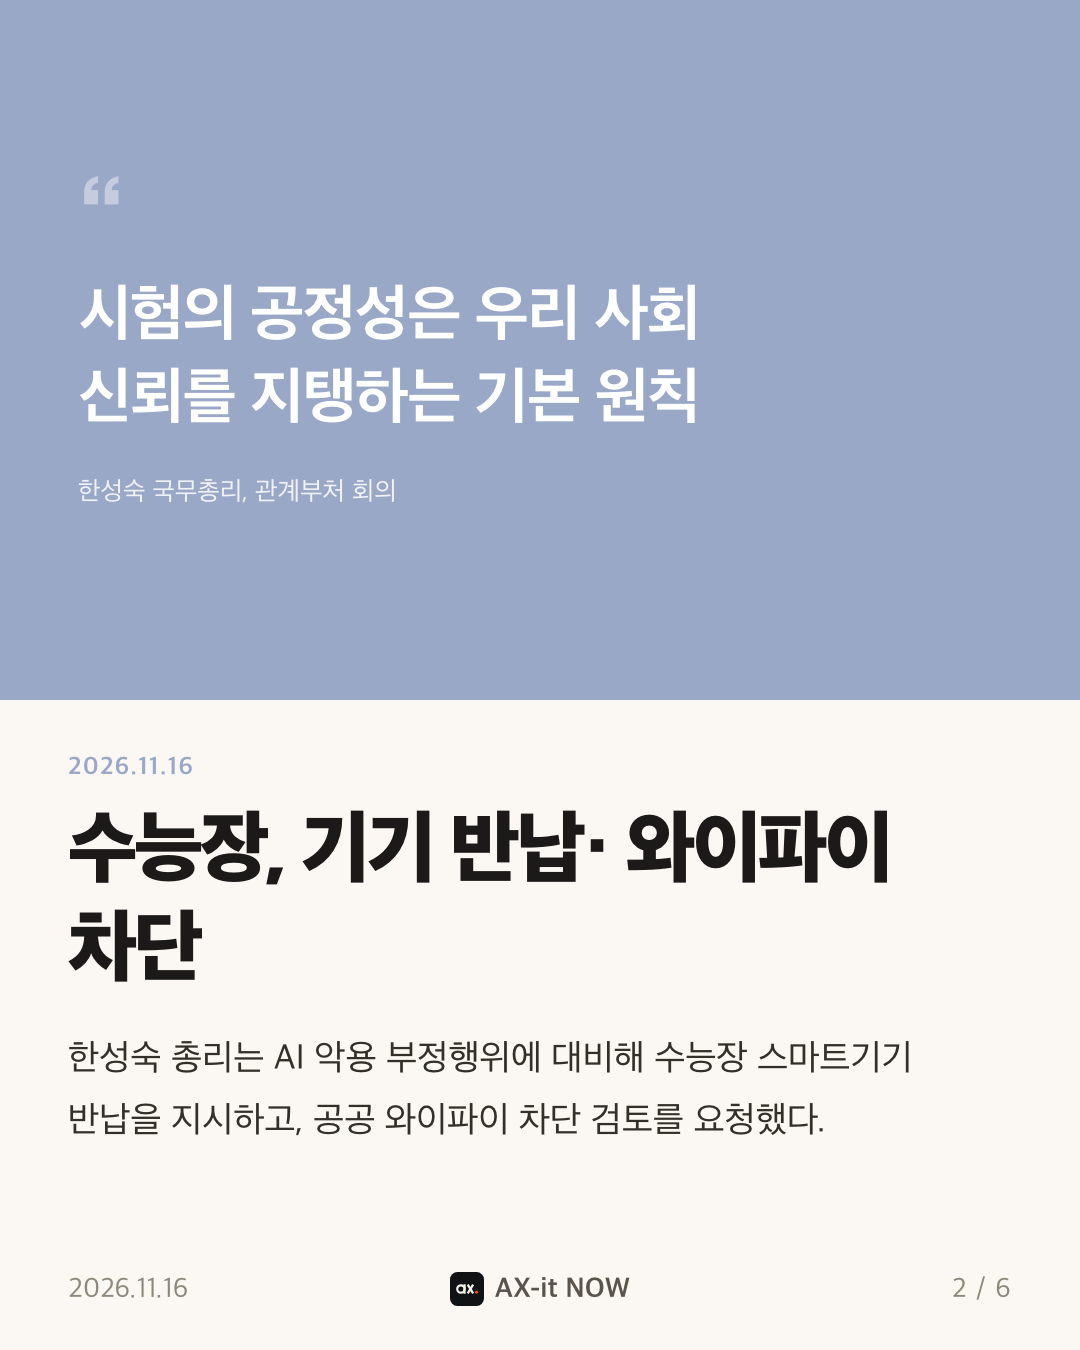 “
시험의 공정성은 우리 사회
신뢰를 지탱하는 기본 원칙
한성숙 국무총리, 관계부처 회의
2026.11.16
수능장, 기기 반납· 와이파이
차단
한성숙 총리는 AI 악용 부정행위에 대비해 수능장 스마트기기
반납을 지시하고, 공공 와이파이 차단 검토를 요청했다.
2026.11.16
ax. AX-it NOW
2 / 6